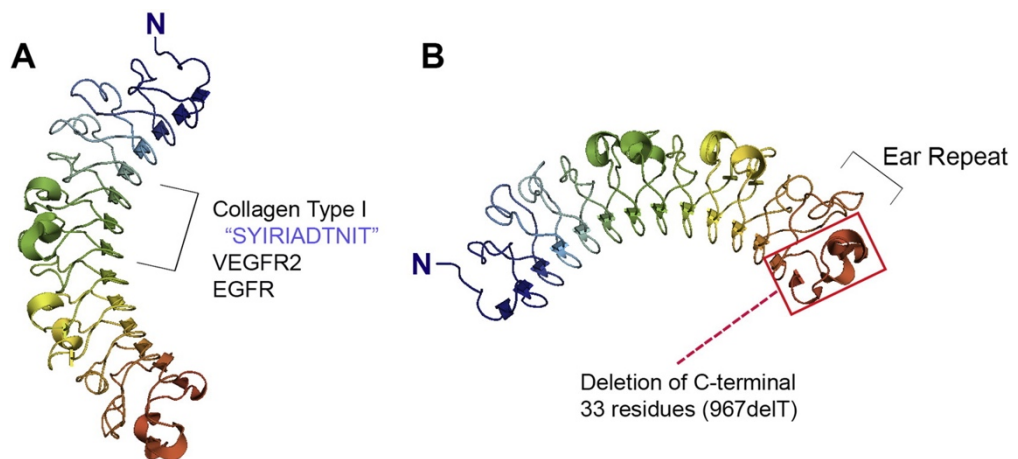 A
N
Collagen Type I
“SYIRIADTNIT”
VEGFR2
EGFR
B
N
Ear Repeat
Deletion of C-terminal
33 residues (967delT)